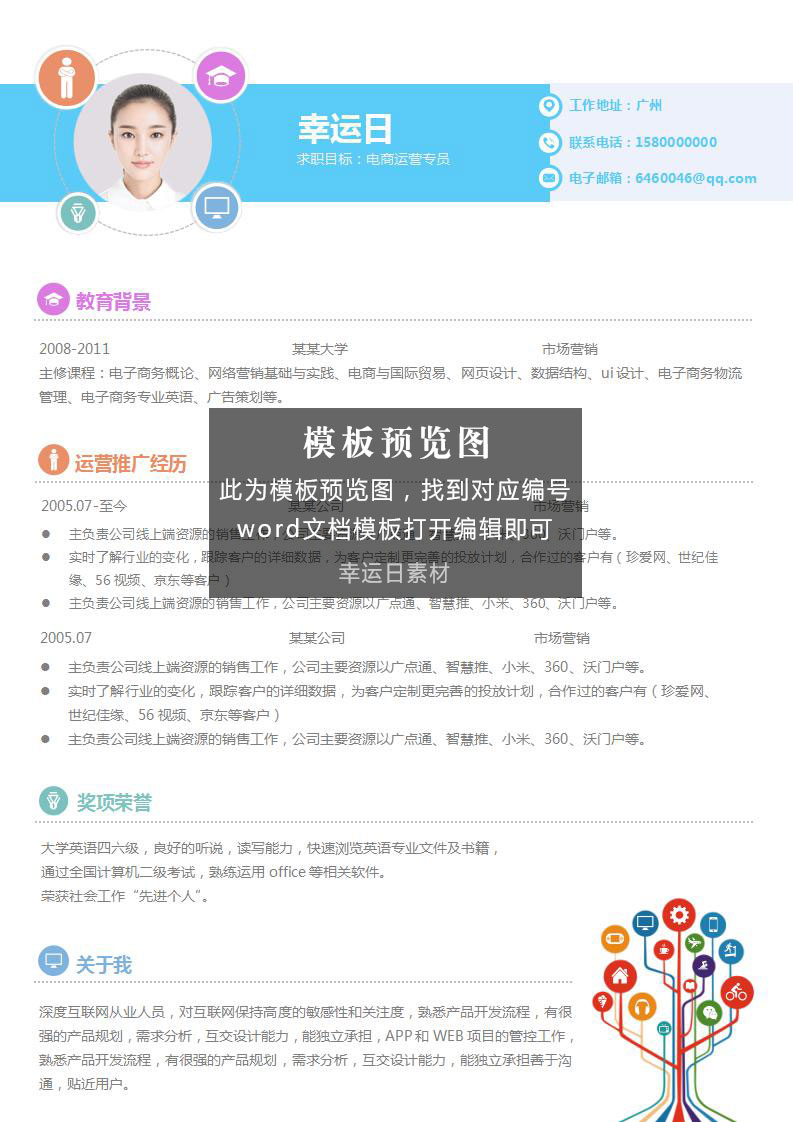 幸运日
求职目标：电商运营专员
工作地址：广州
联系电话：1580000000
电子邮箱：6460046@qq.com
教育背景
2008-2011 某某大学 市场营销
主修课程：电子商务概论、网络营销基础与实践、电商与国际贸易、网页设计、数据结构、ui设计、电子商务物流
管理、电子商务专业英语、广告策划等。
模板预览图
此为模板预览图，找到对应编号
word文档模板打开编辑即可
幸运日素材
运营推广经历
2005.07-至今 某某公司 市场营销
● 主负责公司线上端资源的销售工作，公司主要资源以广点通、智慧推、小米、360、沃门户等。
● 实时了解行业的变化，跟踪客户的详细数据，为客户定制更完善的投放计划，合作过的客户有（珍爱网、世纪佳
缘、56 视频、京东等客户）
● 主负责公司线上端资源的销售工作，公司主要资源以广点通、智慧推、小米、360、沃门户等。
2005.07 某某公司 市场营销
● 主负责公司线上端资源的销售工作，公司主要资源以广点通、智慧推、小米、360、沃门户等。
● 实时了解行业的变化，跟踪客户的详细数据，为客户定制更完善的投放计划，合作过的客户有（珍爱网、
世纪佳缘、56 视频、京东等客户）
● 主负责公司线上端资源的销售工作，公司主要资源以广点通、智慧推、小米、360、沃门户等。
奖项荣誉
大学英语四六级，良好的听说，读写能力，快速浏览英语专业文件及书籍，
通过全国计算机二级考试，熟练运用 office 等相关软件。
荣获社会工作“先进个人”。
关于我
深度互联网从业人员，对互联网保持高度的敏感性和关注度，熟悉产品开发流程，有很
强的产品规划，需求分析，互交设计能力，能独立承担，APP 和 WEB 项目的管控工作，
熟悉产品开发流程，有很强的产品规划，需求分析，互交设计能力，能独立承担善于沟
通，贴近用户。